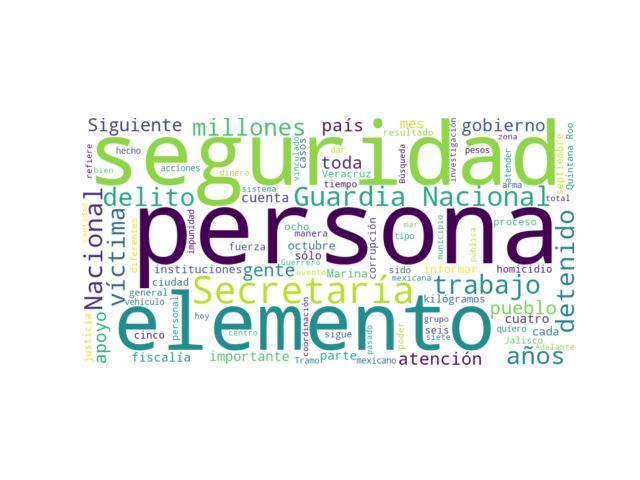 Siguiente
millones
país
mes
resultado
gobierno
zona
investigación
septiembre
Quintana Roo
refiere
hecho
bien
seguridad
acciones
dinero
vinculado
casos
dar
Búsqueda
atender
toda
Veracruz
delito
cuenta
sistema
tiempo
Guardia Nacional
arma
total
Nacional
víctima
diferentes
impunidad
persona
ocho
manera
sólo
mar
tipo
corrupción
municipio
pública
proceso
pesos
detenido
fuerza
octubre
instituciones
gente
Guerrero
evento
Marina
sido
mexicana
informar
homicidio
ciudad
Secretaría
trabajo
general
vehículo
kilógramos
pueblo
apoyo
justicia
cinco
personal
hoy
elemento
coordinación
grupo
seis
siete
cuatro
quiero
cada
fiscalía
importante
centro
Tramo
sigue
parte
pasado
mexicano
poder
atención
Jalisco
Adelante
años